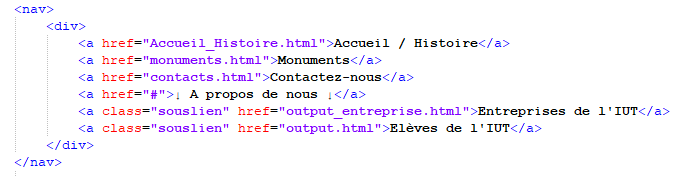 <nav>
<div>
<a href="Accueil_Histoire.html">Accueil / Histoire</a>
<a href="monuments.html">Monuments</a>
<a href="contacts.html">Contactez-nous</a>
<a href="#">↓ A propos de nous ↓</a>
<a class="souslien" href="output_entreprise.html">Entreprises de l'IUT</a>
<a class="souslien" href="output.html">Elèves de l'IUT</a>
</div>
</nav>